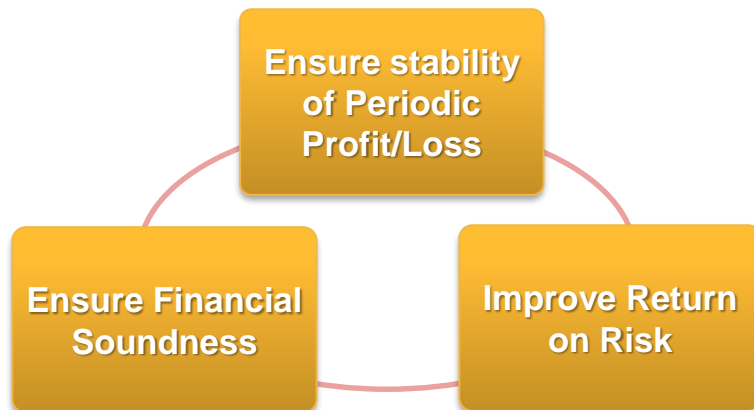 Ensure stability
of Periodic
Profit/Loss
Ensure Financial
Soundness
Improve Return
on Risk